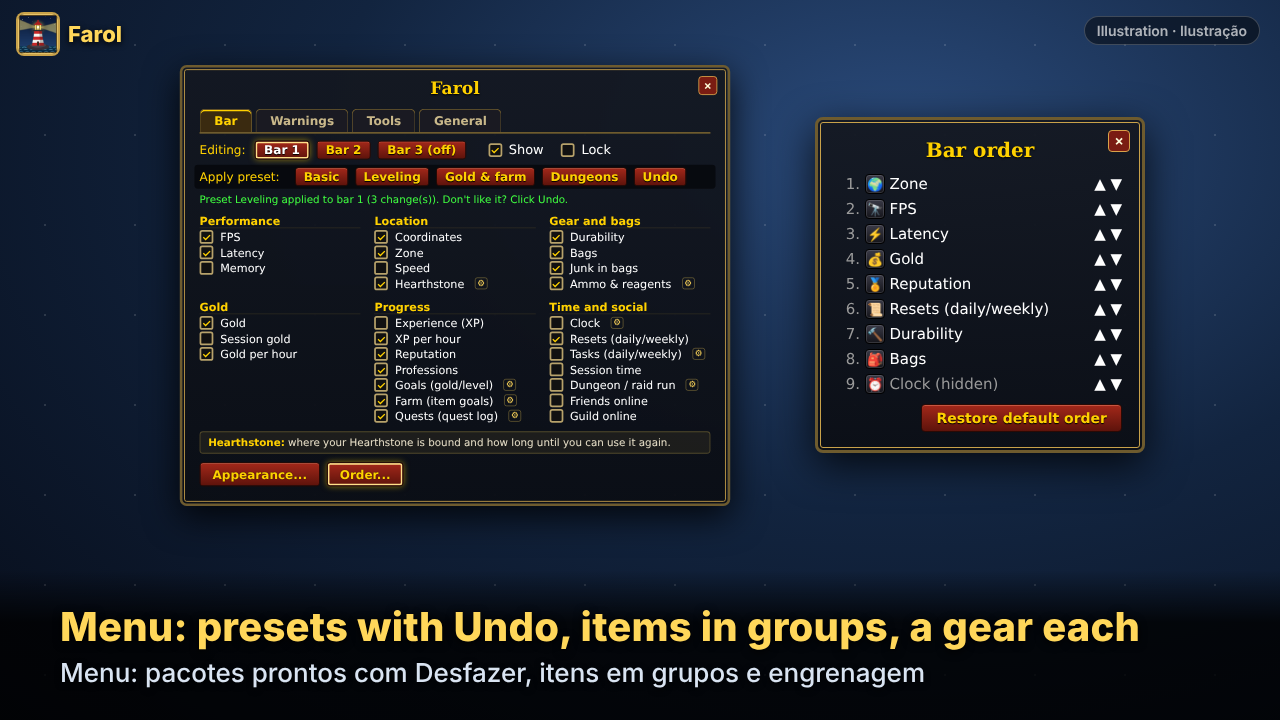 Farol
Illustration · Ilustração
Farol
×
Bar Warnings Tools General
Editing: Bar 1 Bar 2 Bar 3 (off) Show Lock
Apply preset: Basic Leveling Gold & farm Dungeons Undo
Preset Leveling applied to bar 1 (3 change(s)). Don't like it? Click Undo.
Performance
FPS
Latency
Memory
Location
Coordinates
Zone
Speed
Hearthstone
Gear and bags
Durability
Bags
Junk in bags
Ammo & reagents
Gold
Gold
Session gold
Gold per hour
Progress
Experience (XP)
XP per hour
Reputation
Professions
Goals (gold/level)
Farm (item goals)
Quests (quest log)
Time and social
Clock
Resets (daily/weekly)
Tasks (daily/weekly)
Session time
Dungeon / raid run
Friends online
Guild online
Hearthstone: where your Hearthstone is bound and how long until you can use it again.
Appearance... Order...
Bar order
×
1. Zone ▲▼
2. FPS ▲▼
3. Latency ▲▼
4. Gold ▲▼
5. Reputation ▲▼
6. Resets (daily/weekly) ▲▼
7. Durability ▲▼
8. Bags ▲▼
9. Clock (hidden) ▲▼
Restore default order
Menu: presets with Undo, items in groups, a gear each
Menu: pacotes prontos com Desfazer, itens em grupos e engrenagem